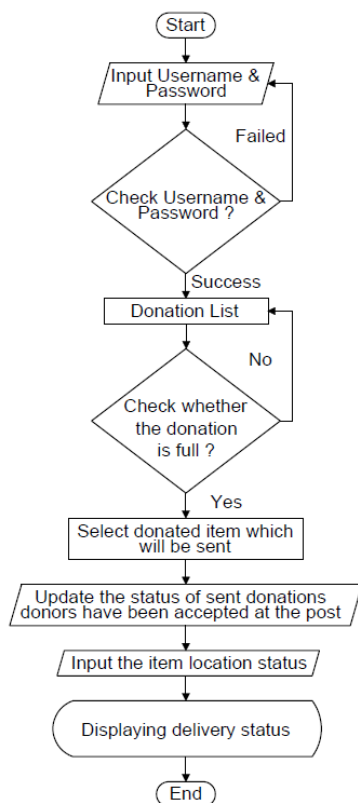 Start
Input Username &
Password
Failed
Check Username &
Password ?
Success
Donation List
No
Check whether
the donation
is full ?
Yes
Select donated item which
will be sent
Update the status of sent donations
donors have been accepted at the post
Input the item location status
Displaying delivery status
End